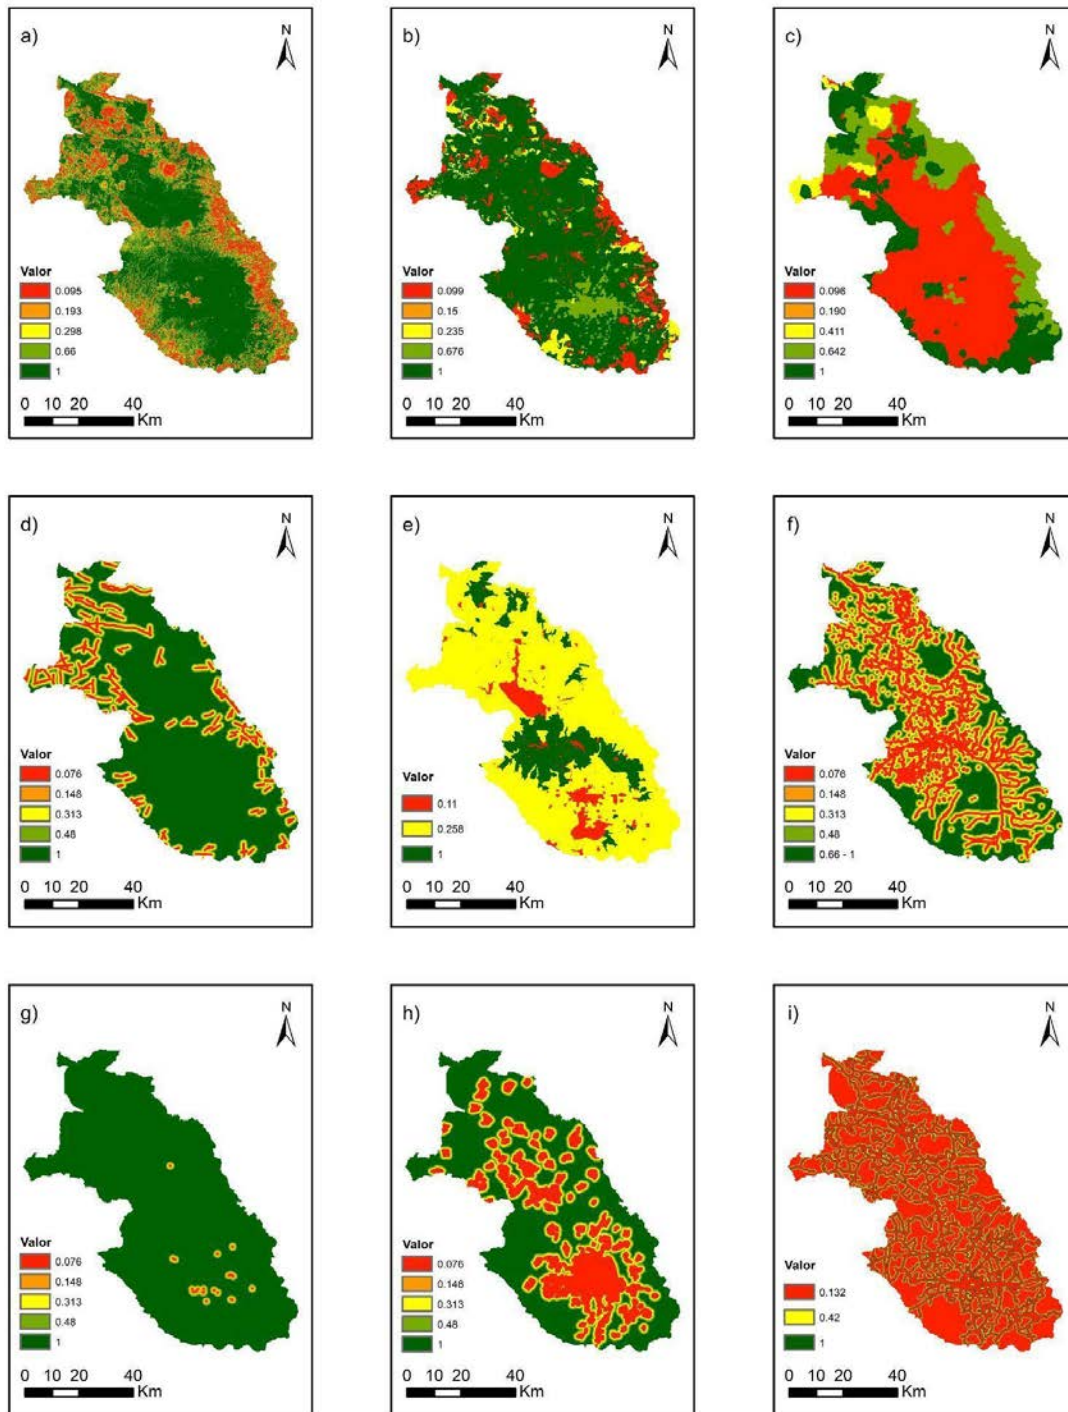 a)
N
Valor
0.095
0.193
0.298
0.66
1
0 10 20 40
Km
b)
N
Valor
0.099
0.15
0.235
0.676
1
0 10 20 40
Km
c)
N
Valor
0.098
0.190
0.411
0.642
1
0 10 20 40
Km
d)
N
Valor
0.076
0.148
0.313
0.48
1
0 10 20 40
Km
e)
N
Valor
0.11
0.258
1
0 10 20 40
Km
f)
N
Valor
0.076
0.148
0.313
0.48
0.66 - 1
0 10 20 40
Km
g)
N
Valor
0.076
0.148
0.313
0.48
1
0 10 20 40
Km
h)
N
Valor
0.076
0.148
0.313
0.48
1
0 10 20 40
Km
i)
N
Valor
0.132
0.42
1
0 10 20 40
Km